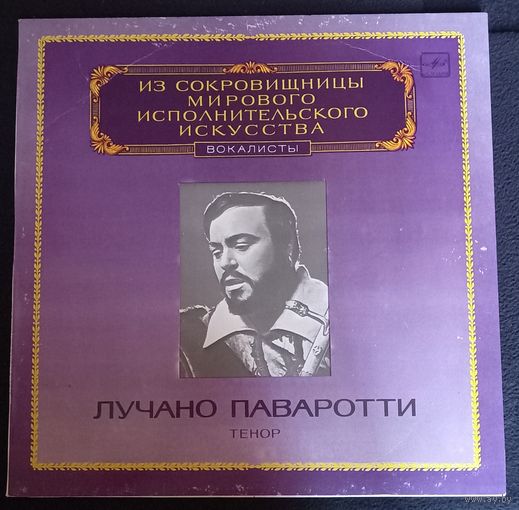 ИЗ СОКРОВИЩНИЦЫ
МИРОВОГО
ИСПОЛНИТЕЛЬСКОГО
ИСКУССТВА
ВОКАЛИСТЫ
ЛУЧАНО ПАВАРОТТИ
ТЕНОР